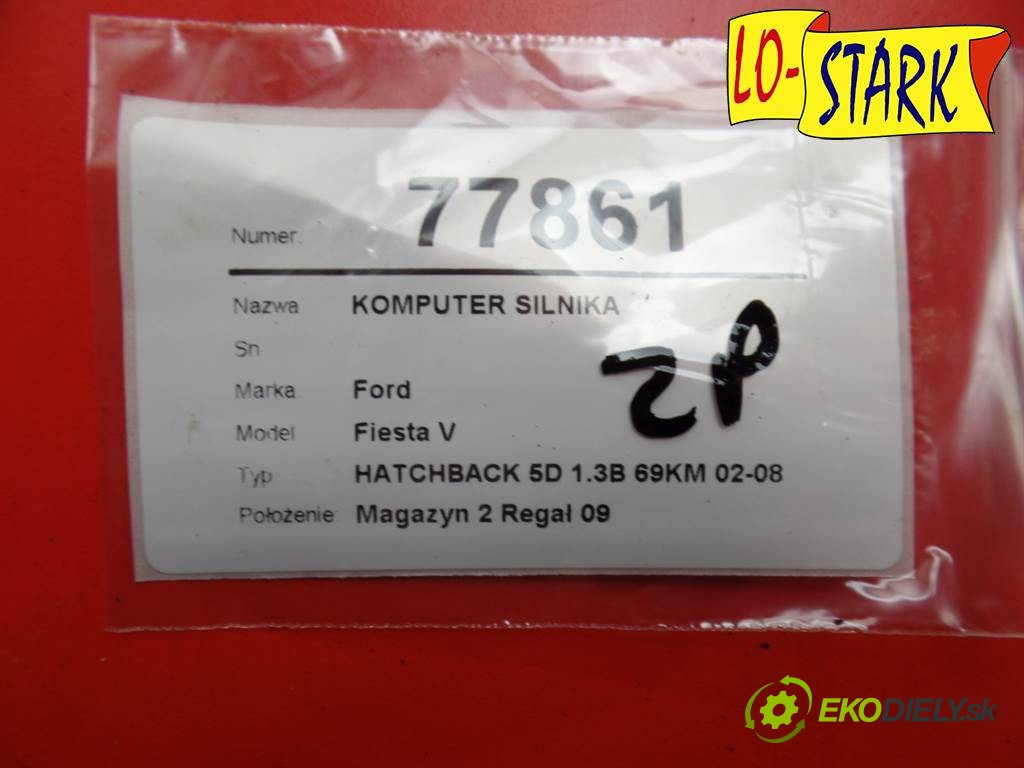 LO-STARK
Numer. 77861
Nazwa KOMPUTER SILNIKA
Sn
Marka Ford
Model Fiesta V
Typ HATCHBACK 5D 1.3B 69KM 02-08
Położenie Magazyn 2 Regał 09
EKODIELY.sk